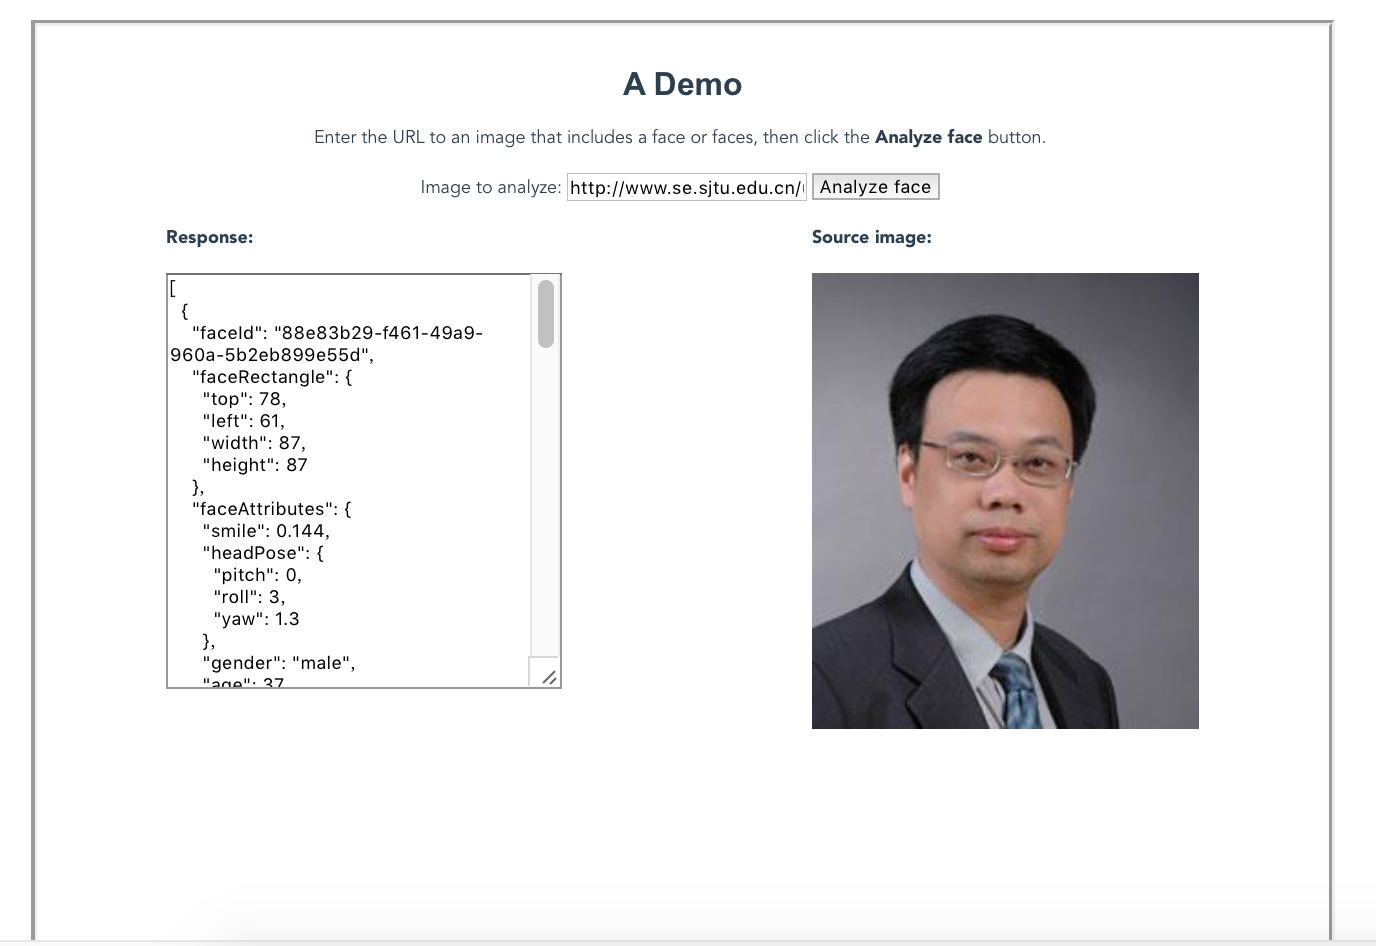 A Demo
Enter the URL to an image that includes a face or faces, then click the Analyze face button.
Image to analyze: http://www.se.sjtu.edu.cn/ Analyze face
Response:
Source image:
[
{
"faceId": "88e83b29-f461-49a9-
960a-5b2eb899e55d",
"faceRectangle": {
"top": 78,
"left": 61,
"width": 87,
"height": 87
},
"faceAttributes": {
"smile": 0.144,
"headPose": {
"pitch": 0,
"roll": 3,
"yaw": 1.3
},
"gender": "male",
"age": 37